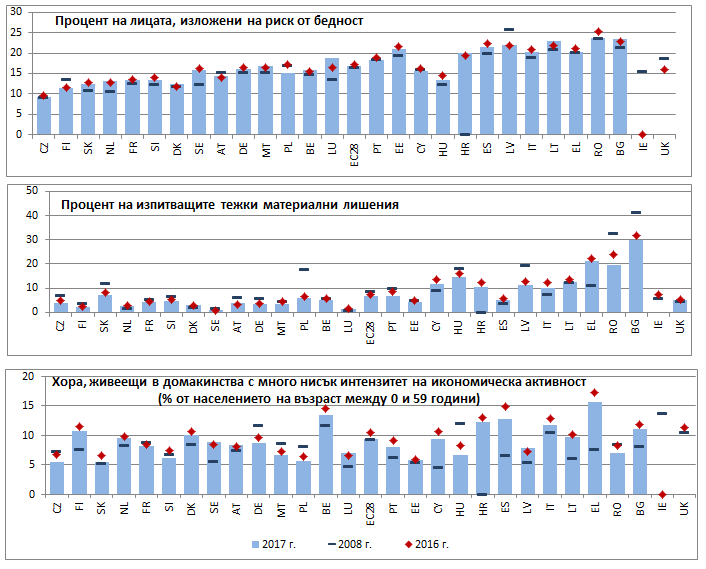 Процент на лицата, изложени на риск от бедност
30
25
20
15
10
5
0
CZ FI SK NL FR SI DK SE AT DE MT PL BE LU EC28 PT EE CY HU HR ES LV IT LT EL RO BG IE UK
Процент на изпитващите тежки материални лишения
50
40
30
20
10
0
CZ FI SK NL FR SI DK SE AT DE MT PL BE LU EC28 PT EE CY HU HR ES LV IT LT EL RO BG IE UK
Хора, живеещи в домакинства с много нисък интензитет на икономическа активност
(% от населението на възраст между 0 и 59 години)
20
15
10
5
0
CZ FI SK NL FR SI DK SE AT DE MT PL BE LU EC28 PT EE CY HU HR ES LV IT LT EL RO BG IE UK
2017 г. 2008 г. 2016 г.